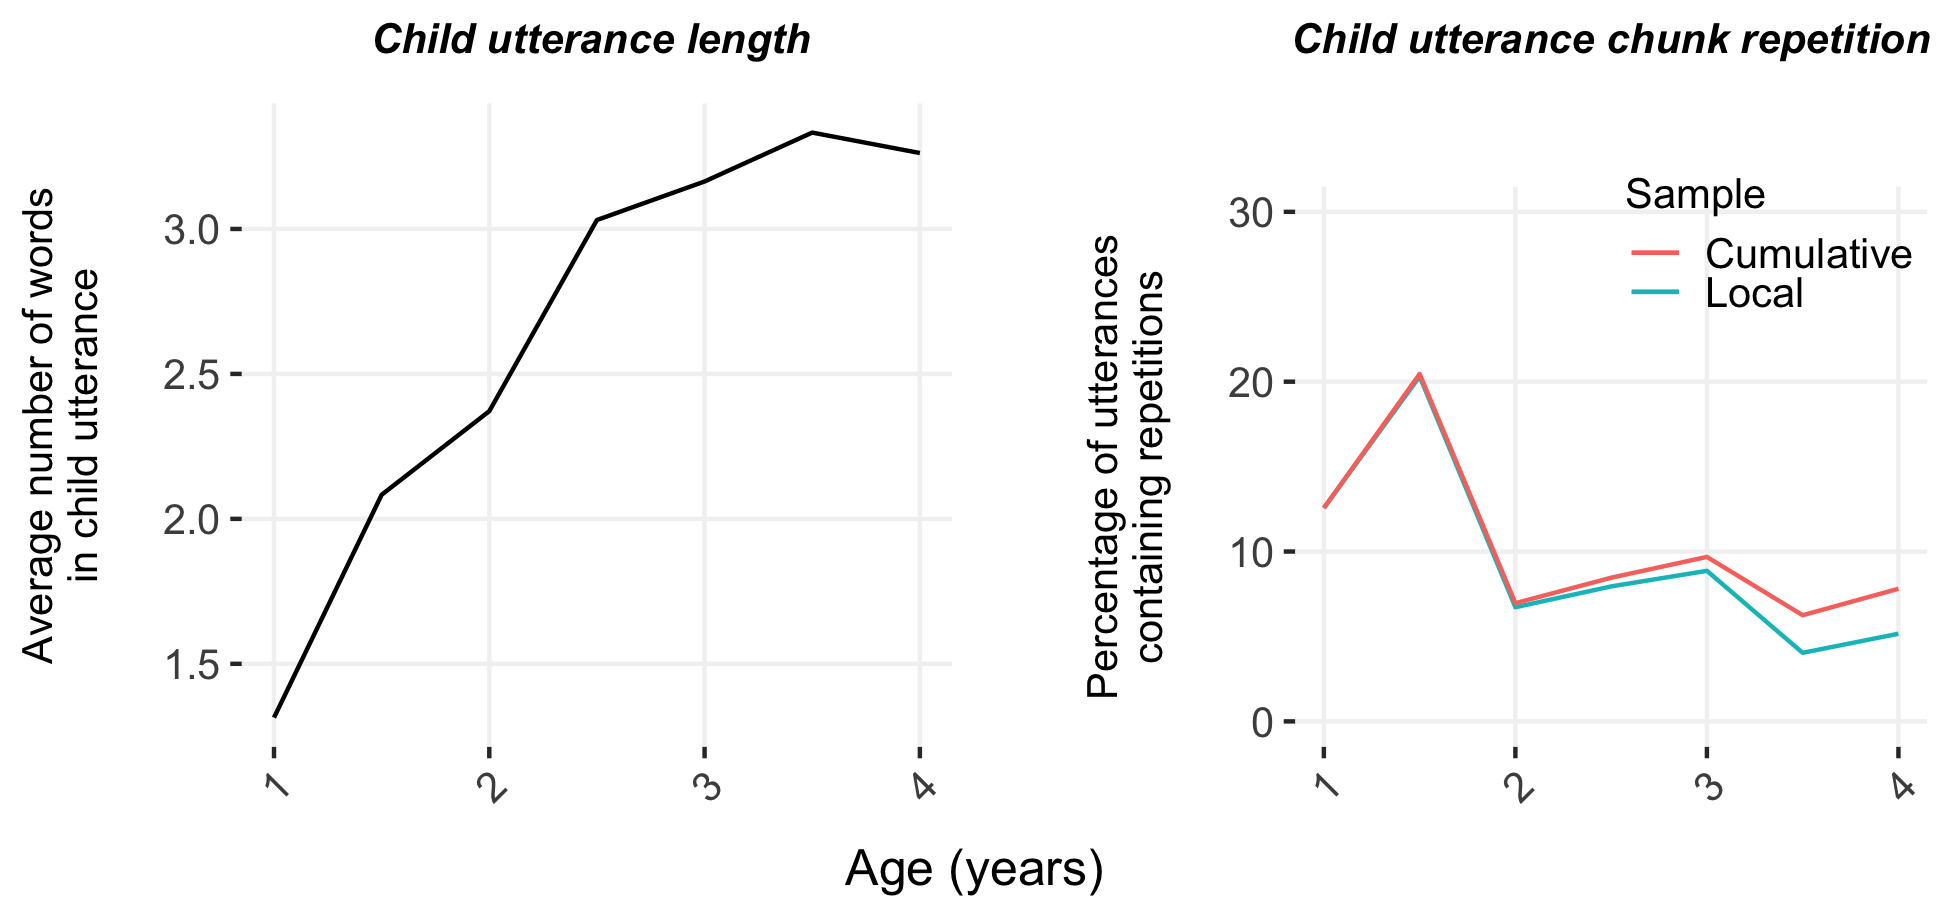 Child utterance length
Average number of words
in child utterance
3.0
2.5
2.0
1.5
1
2
3
4
Child utterance chunk repetition
Percentage of utterances
containing repetitions
30
20
10
0
Sample
Cumulative
Local
1
2
3
4
Age (years)